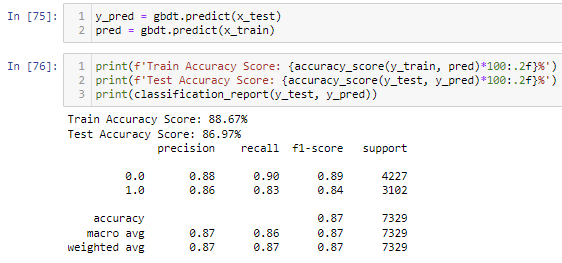 In [75]: 1 y_pred = gbdt.predict(x_test)
2 pred = gbdt.predict(x_train)
In [76]: 1 print(f'Train Accuracy Score: {accuracy_score(y_train, pred)*100:.2f}%')
2 print(f'Test Accuracy Score: {accuracy_score(y_test, y_pred)*100:.2f}%')
3 print(classification_report(y_test, y_pred))
Train Accuracy Score: 88.67%
Test Accuracy Score: 86.97%
precision recall f1-score support
0.0 0.88 0.90 0.89 4227
1.0 0.86 0.83 0.84 3102
accuracy 0.87 7329
macro avg 0.87 0.86 0.87 7329
weighted avg 0.87 0.87 0.87 7329